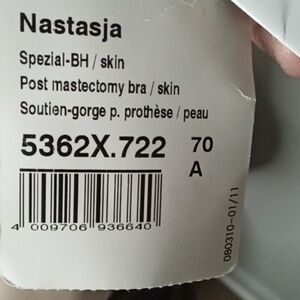 Nastasja
Spezial-BH / skin
Post mastectomy bra / skin
Soutien-gorge p. prothèse / peau
5362X.722 70
A
4 009706 936640
080310-01/11